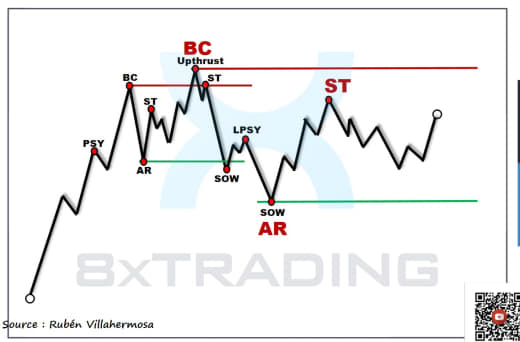 BC
Upthrust
BC
ST
ST
ST
LPSY
PSY
AR
SOW
SOW
AR
8xTRADING
Source : Rubén Villahermosa